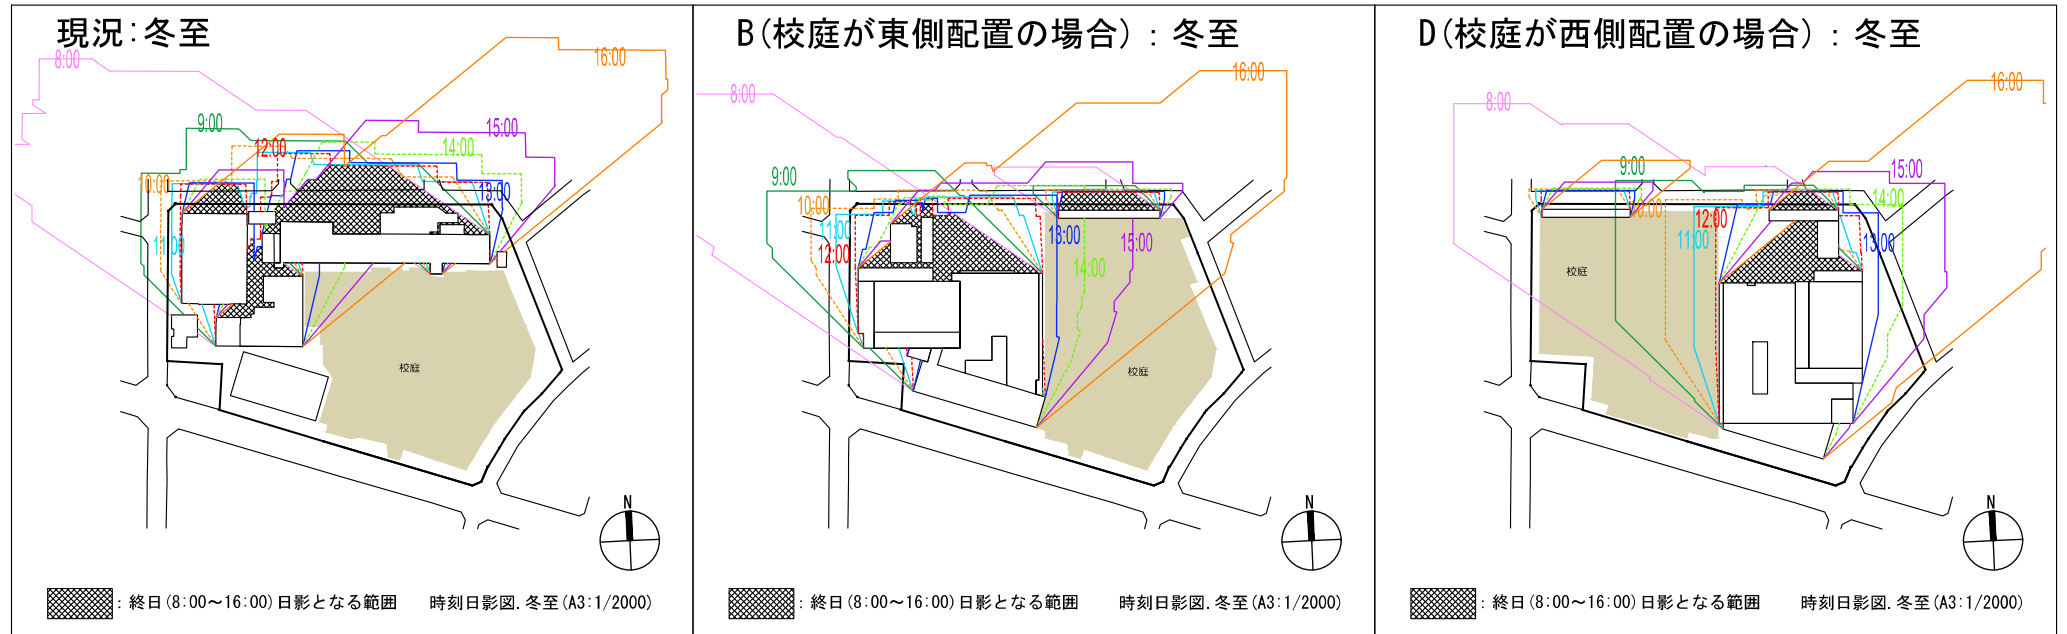 現況:冬至
8:00
16:00
9:00
15:00
12:00
14:00
10:00
13:00
11:00
校庭
N
:終日(8:00～16:00)日影となる範囲
時刻日影図.冬至(A3:1/2000)
B(校庭が東側配置の場合):冬至
16:00
8:00
9:00
10:00
11:00
13:00
15:00
12:00
14:00
校庭
N
:終日(8:00～16:00)日影となる範囲
時刻日影図.冬至(A3:1/2000)
D(校庭が西側配置の場合):冬至
16:00
8:00
9:00
15:00
14:00
10:00
12:00
11:00
13:00
校庭
N
:終日(8:00～16:00)日影となる範囲
時刻日影図.冬至(A3:1/2000)